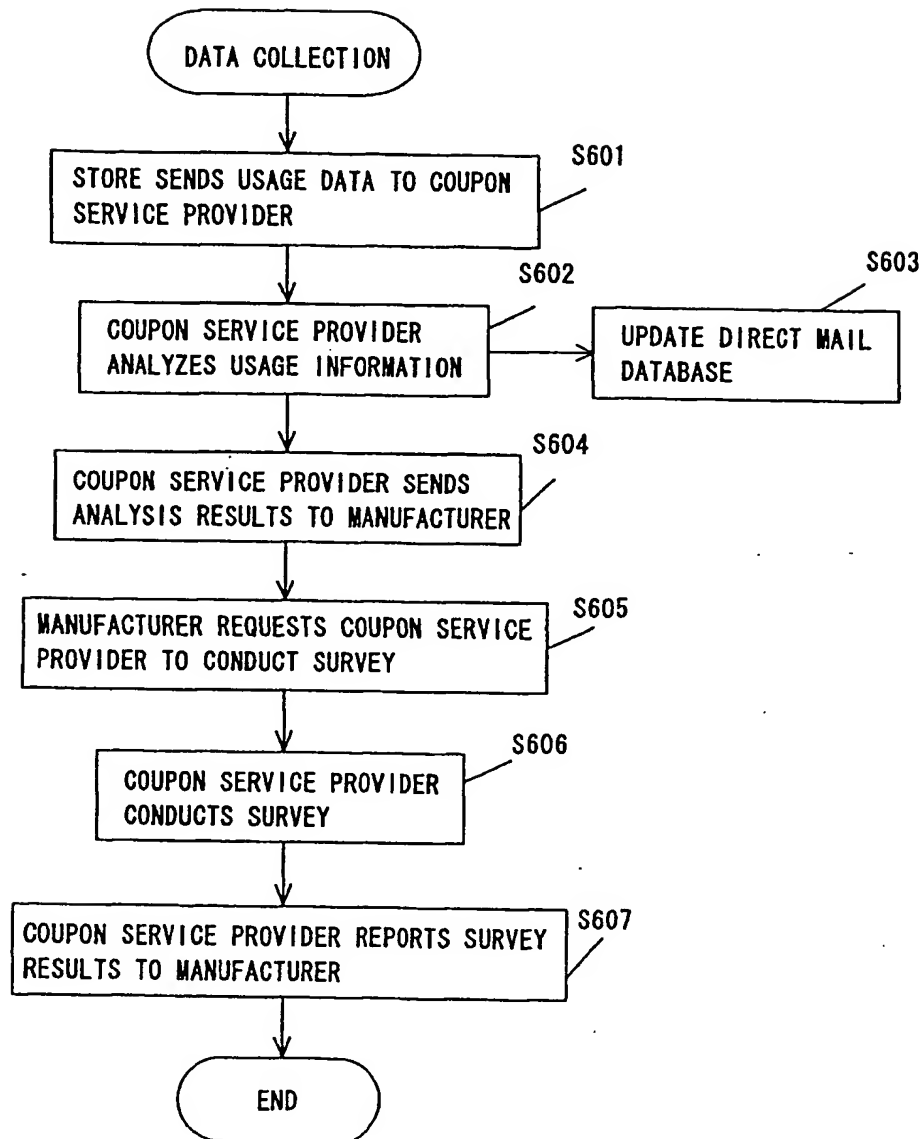 DATA COLLECTION
S601
STORE SENDS USAGE DATA TO COUPON
SERVICE PROVIDER
S602
COUPON SERVICE PROVIDER
ANALYZES USAGE INFORMATION
S603
UPDATE DIRECT MAIL
DATABASE
S604
COUPON SERVICE PROVIDER SENDS
ANALYSIS RESULTS TO MANUFACTURER
S605
MANUFACTURER REQUESTS COUPON SERVICE
PROVIDER TO CONDUCT SURVEY
S606
COUPON SERVICE PROVIDER
CONDUCTS SURVEY
S607
COUPON SERVICE PROVIDER REPORTS SURVEY
RESULTS TO MANUFACTURER
END